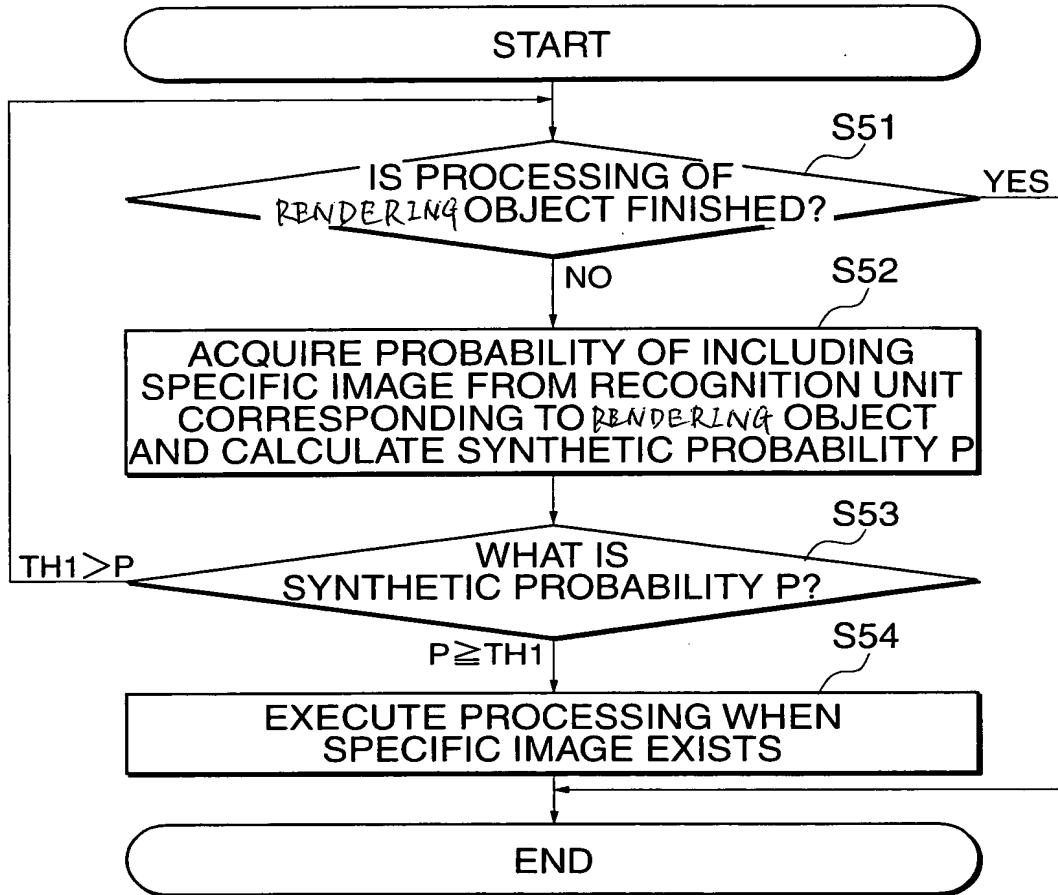 START
S51
IS PROCESSING OF
RENDERING OBJECT FINISHED?
YES
NO
S52
ACQUIRE PROBABILITY OF INCLUDING
SPECIFIC IMAGE FROM RECOGNITION UNIT
CORRESPONDING TO RENDERING OBJECT
AND CALCULATE SYNTHETIC PROBABILITY P
S53
WHAT IS
SYNTHETIC PROBABILITY P?
TH1>P
P≧TH1
S54
EXECUTE PROCESSING WHEN
SPECIFIC IMAGE EXISTS
END